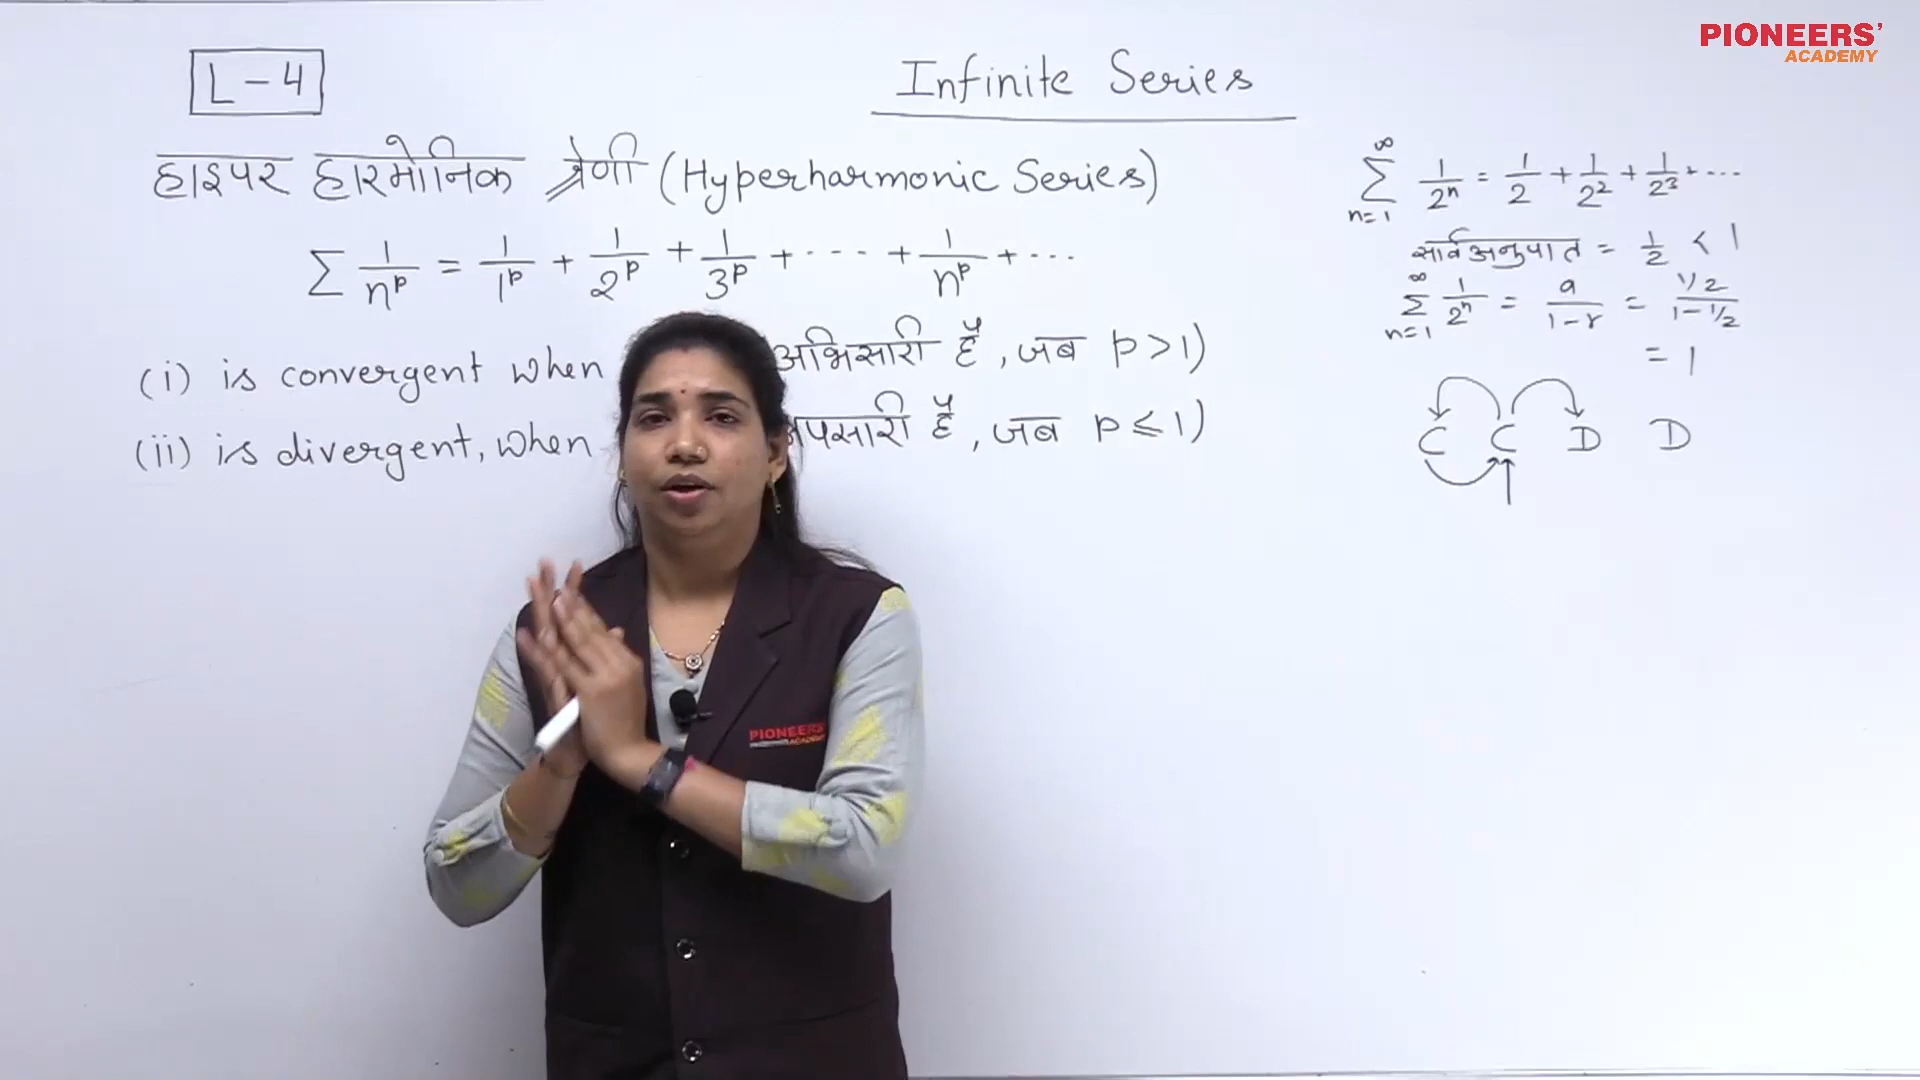 PIONEERS'
ACADEMY
L-4
Infinite Series
हाइपर हारमोनिक श्रेणी (Hyperharmonic Series)
∑ 1/n^p = 1/1^p + 1/2^p + 1/3^p + ---- + 1/n^p + ---
(i) is convergent when अभिसारी है, जब p > 1)
(ii) is divergent, when अपसारी है, जब p ≤ 1)
∞∑n=1 1/2^n = 1/2 + 1/2^2 + 1/2^3 + ---
सार्वअनुपात = 1/2 < 1
∞∑n=1 1/2^n = a/1-r = 1/2/1-1/2
= 1
C C D D
PIONEERS'
ACADEMY